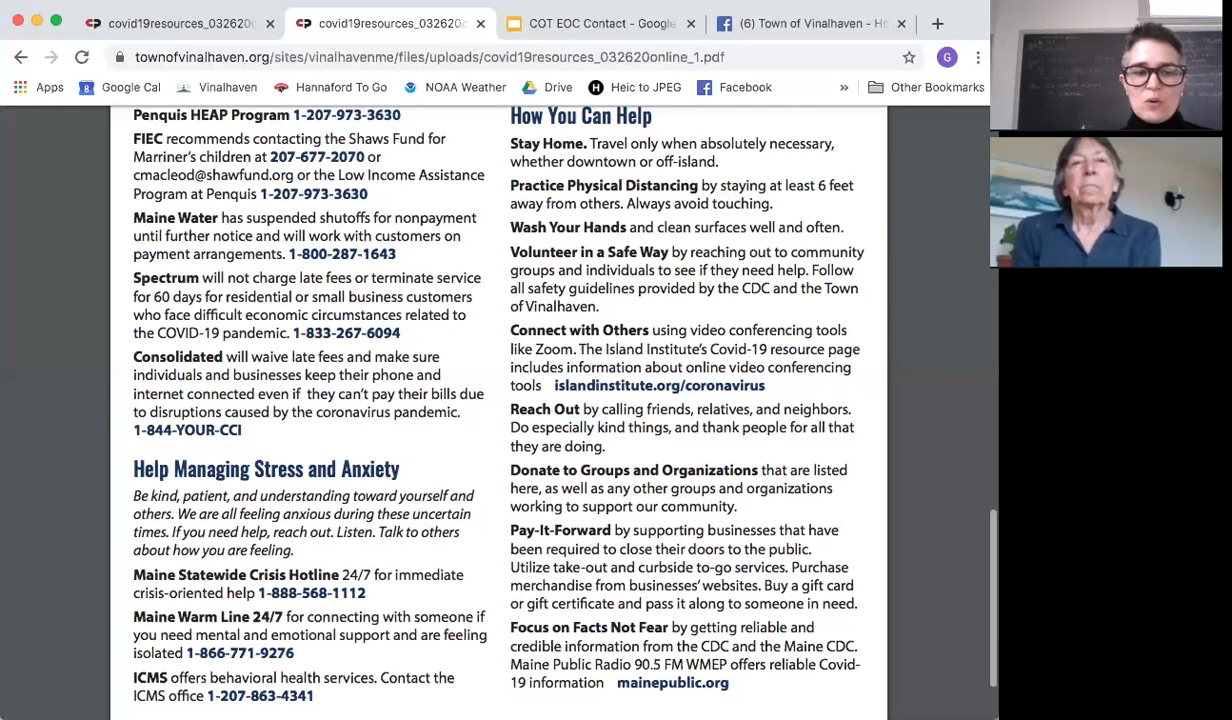 covid19resources_032620
covid19resources_032620
COT EOC Contact - Google
(6) Town of Vinalhaven - Ho
townofvinalhaven.org/sites/vinalhavenme/files/uploads/covid19resources_032620online_1.pdf
G
Apps
Google Cal
Vinalhaven
Hannaford To Go
NOAA Weather
Drive
Heic to JPEG
Facebook
»
Other Bookmarks
Penquis HEAP Program 1-207-973-3630
FIEC recommends contacting the Shaws Fund for
Marriner's children at 207-677-2070 or
cmacleod@shawfund.org or the Low Income Assistance
Program at Penquis 1-207-973-3630
Maine Water has suspended shutoffs for nonpayment
until further notice and will work with customers on
payment arrangements. 1-800-287-1643
Spectrum will not charge late fees or terminate service
for 60 days for residential or small business customers
who face difficult economic circumstances related to
the COVID-19 pandemic. 1-833-267-6094
Consolidated will waive late fees and make sure
individuals and businesses keep their phone and
internet connected even if they can't pay their bills due
to disruptions caused by the coronavirus pandemic.
1-844-YOUR-CCI
Help Managing Stress and Anxiety
Be kind, patient, and understanding toward yourself and
others. We are all feeling anxious during these uncertain
times. If you need help, reach out. Listen. Talk to others
about how you are feeling.
Maine Statewide Crisis Hotline 24/7 for immediate
crisis-oriented help 1-888-568-1112
Maine Warm Line 24/7 for connecting with someone if
you need mental and emotional support and are feeling
isolated 1-866-771-9276
ICMS offers behavioral health services. Contact the
ICMS office 1-207-863-4341
How You Can Help
Stay Home. Travel only when absolutely necessary,
whether downtown or off-island.
Practice Physical Distancing by staying at least 6 feet
away from others. Always avoid touching.
Wash Your Hands and clean surfaces well and often.
Volunteer in a Safe Way by reaching out to community
groups and individuals to see if they need help. Follow
all safety guidelines provided by the CDC and the Town
of Vinalhaven.
Connect with Others using video conferencing tools
like Zoom. The Island Institute's Covid-19 resource page
includes information about online video conferencing
tools islandinstitute.org/coronavirus
Reach Out by calling friends, relatives, and neighbors.
Do especially kind things, and thank people for all that
they are doing.
Donate to Groups and Organizations that are listed
here, as well as any other groups and organizations
working to support our community.
Pay-It-Forward by supporting businesses that have
been required to close their doors to the public.
Utilize take-out and curbside to-go services. Purchase
merchandise from businesses' websites. Buy a gift card
or gift certificate and pass it along to someone in need.
Focus on Facts Not Fear by getting reliable and
credible information from the CDC and the Maine CDC.
Maine Public Radio 90.5 FM WMEP offers reliable Covid-
19 information mainepublic.org